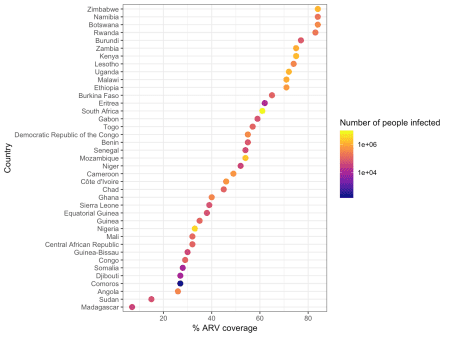 Zimbabwe
Namibia
Botswana
Rwanda
Burundi
Zambia
Kenya
Lesotho
Uganda
Malawi
Ethiopia
Burkina Faso
Eritrea
South Africa
Gabon
Togo
Democratic Republic of the Congo
Benin
Senegal
Mozambique
Niger
Cameroon
Côte d'Ivoire
Chad
Ghana
Sierra Leone
Equatorial Guinea
Guinea
Nigeria
Mali
Central African Republic
Guinea-Bissau
Congo
Somalia
Djibouti
Comoros
Angola
Sudan
Madagascar
Country
20 40 60 80
% ARV coverage
Number of people infected
1e+06
1e+04